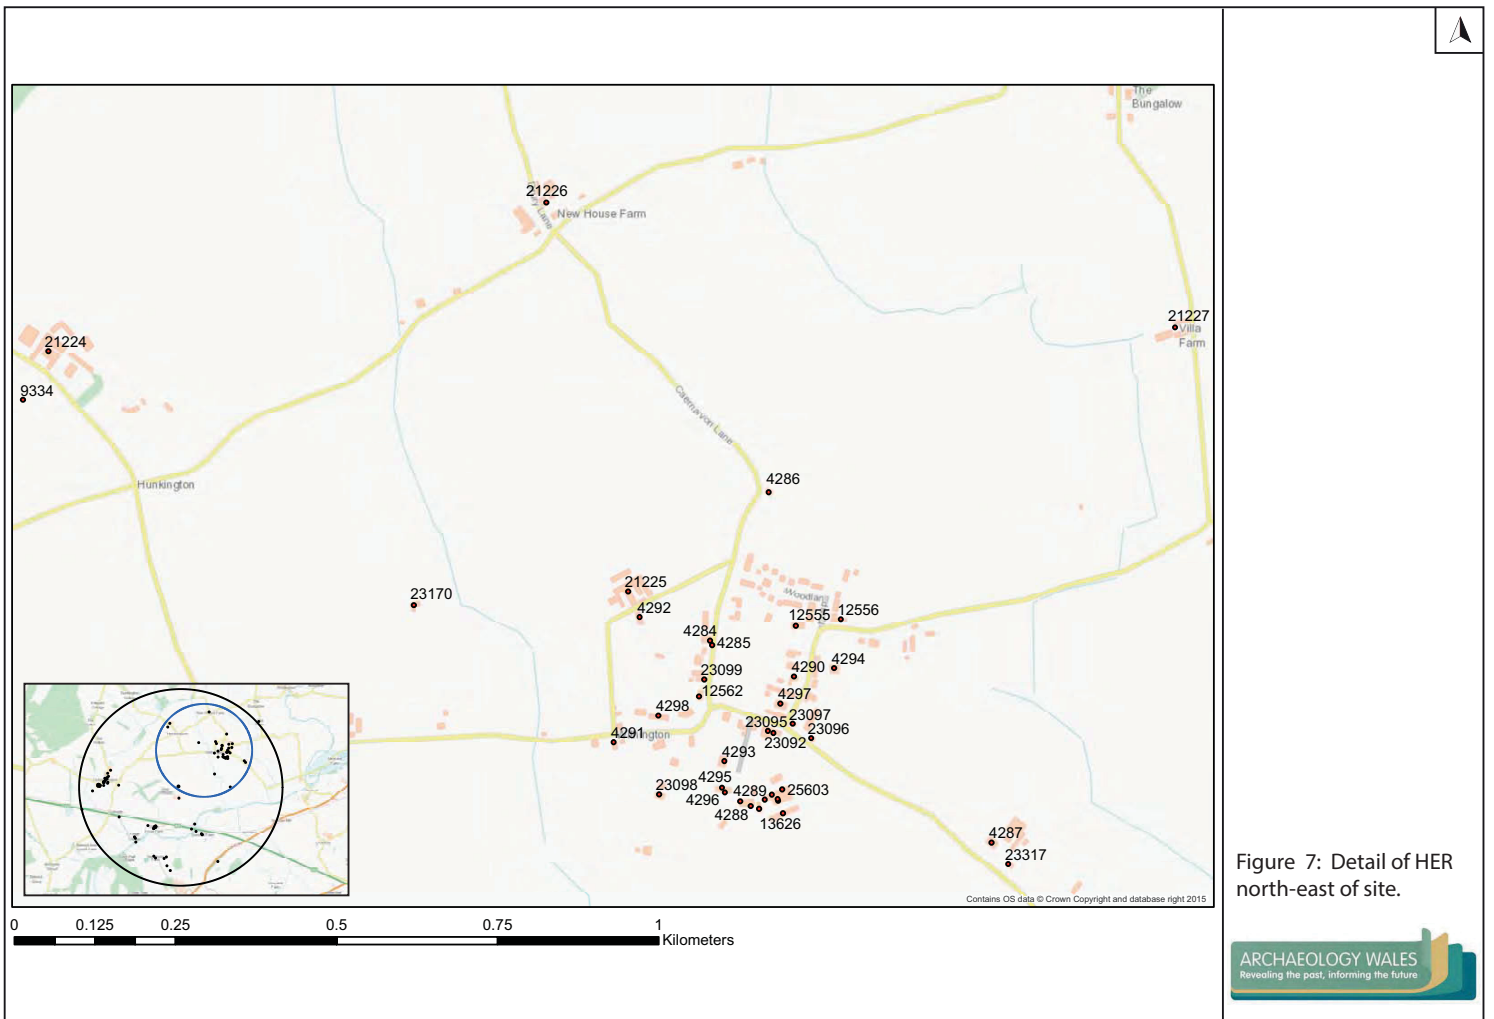 The
Bungalow
21226
New House Farm
21227
Villa
Farm
21224
9334
Caernarvon Lane
Hunkington
4286
21225
23170
4292
12555
12556
4284
4285
4290
4294
23099
12562
4297
4298
23095
23097
23096
4291
23092
4293
4295
23098
4289
25603
4296
4288
13626
4287
23317
Contains OS data © Crown Copyright and database right 2015
0 0.125 0.25 0.5 0.75 1
Kilometers
Figure 7: Detail of HER
north-east of site.
ARCHAEOLOGY WALES
Revealing the past, informing the future